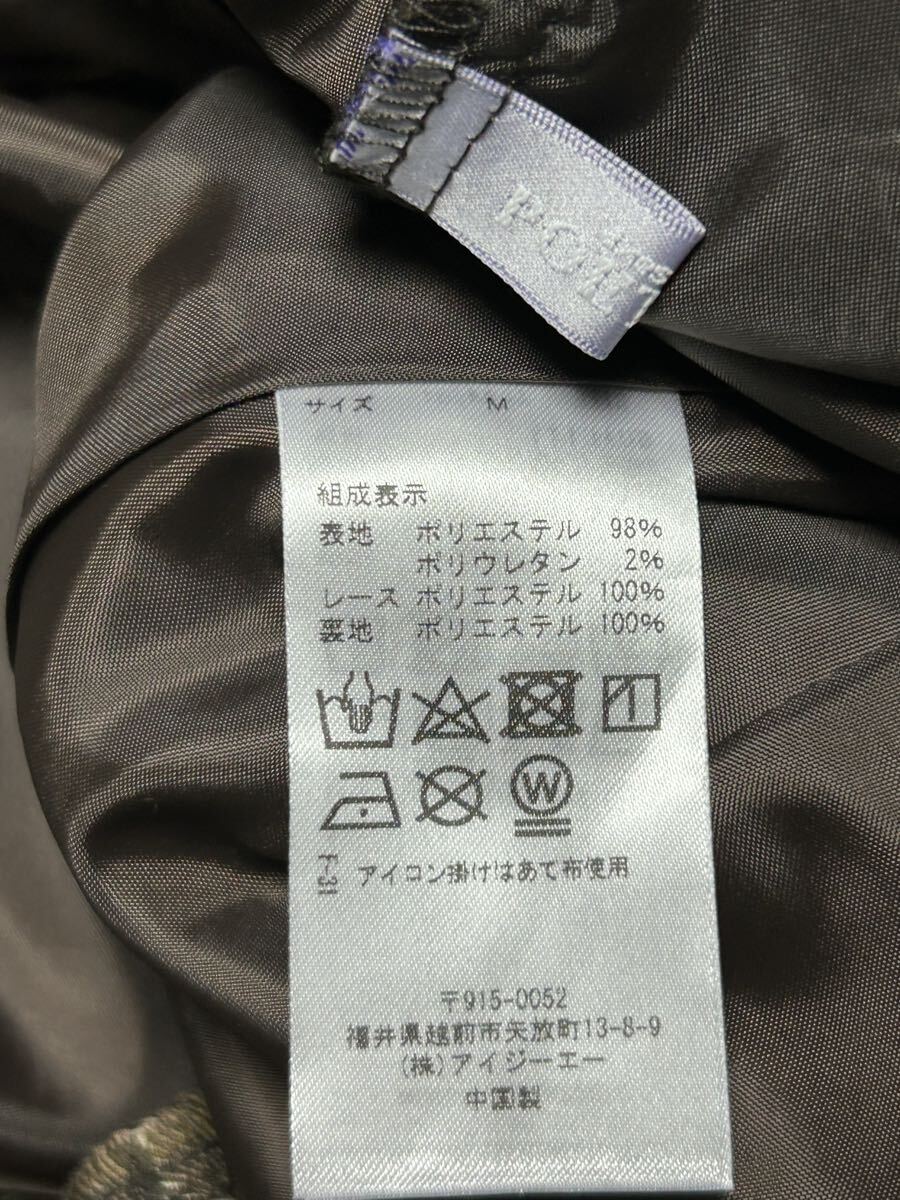 サイズ M
組成表示
表地 ポリエステル 98%
ポリウレタン 2%
レース ポリエステル 100%
裏地 ポリエステル 100%
W
F-31 アイロン掛けはあて布使用
〒915-0052
福井県越前市矢放町13-8-9
(株)アイジーエー
中国製